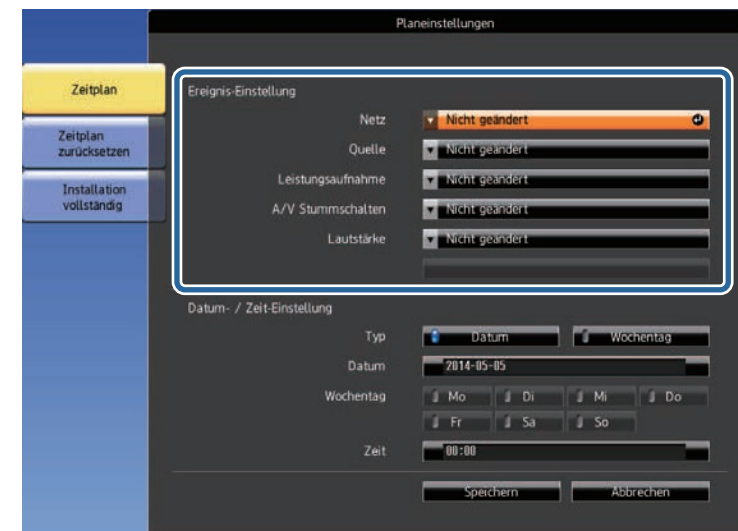 Planeinstellungen
Zeitplan
Zeitplan
zurücksetzen
Installation
vollständig
Ereignis-Einstellung
Netz Nicht geändert
Quelle Nicht geändert
Leistungsaufnahme Nicht geändert
A/V Stummschalten Nicht geändert
Lautstärke Nicht geändert
Datum- / Zeit-Einstellung
Typ Datum Wochentag
Datum 2014-05-05
Wochentag Mo Di Mi Do
Fr Sa So
Zeit 00:00
Speichern Abbrechen